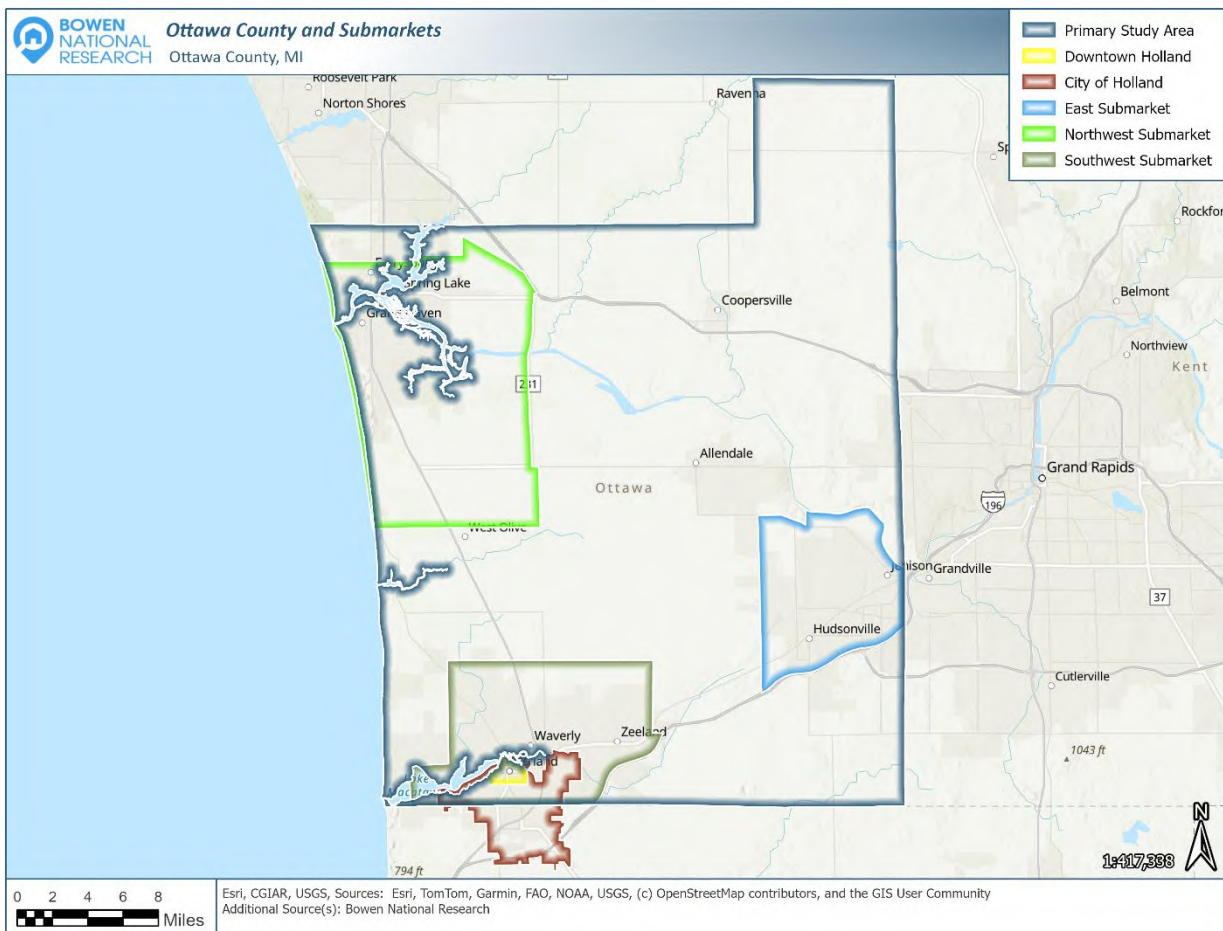 BOWEN
NATIONAL
RESEARCH
Ottawa County and Submarkets
Ottawa County, MI
Primary Study Area
Downtown Holland
City of Holland
East Submarket
Northwest Submarket
Southwest Submarket
Roosevelt Park
Norton Shores
Ravenna
Sp
Rockfor
Spring Lake
Coopersville
Belmont
Northview
Kent
231
Allendale
Grand Rapids
Ottawa
196
West Olive
Jenison
Grandville
37
Hudsonville
Cutlerville
Waverly
Zeeland
1043 ft
794 ft
N
1:417,338
0 2 4 6 8
Miles
Esri, CGIAR, USGS, Sources: Esri, TomTom, Garmin, FAO, NOAA, USGS, (c) OpenStreetMap contributors, and the GIS User Community
Additional Source(s): Bowen National Research